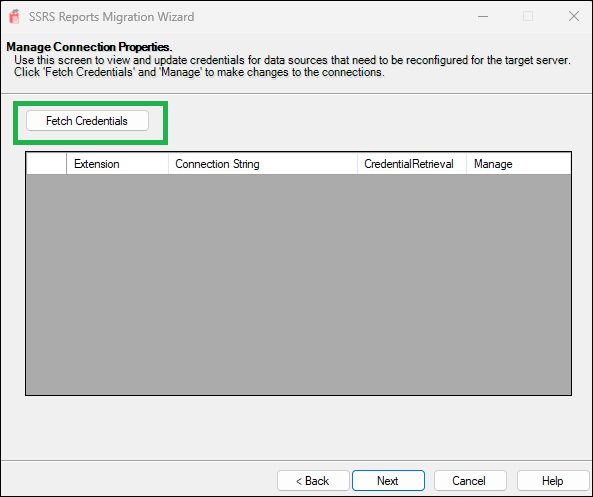 SSRS Reports Migration Wizard
Manage Connection Properties.
Use this screen to view and update credentials for data sources that need to be reconfigured for the target server.
Click 'Fetch Credentials' and 'Manage' to make changes to the connections.
Fetch Credentials
Extension Connection String CredentialRetrieval Manage
< Back Next Cancel Help